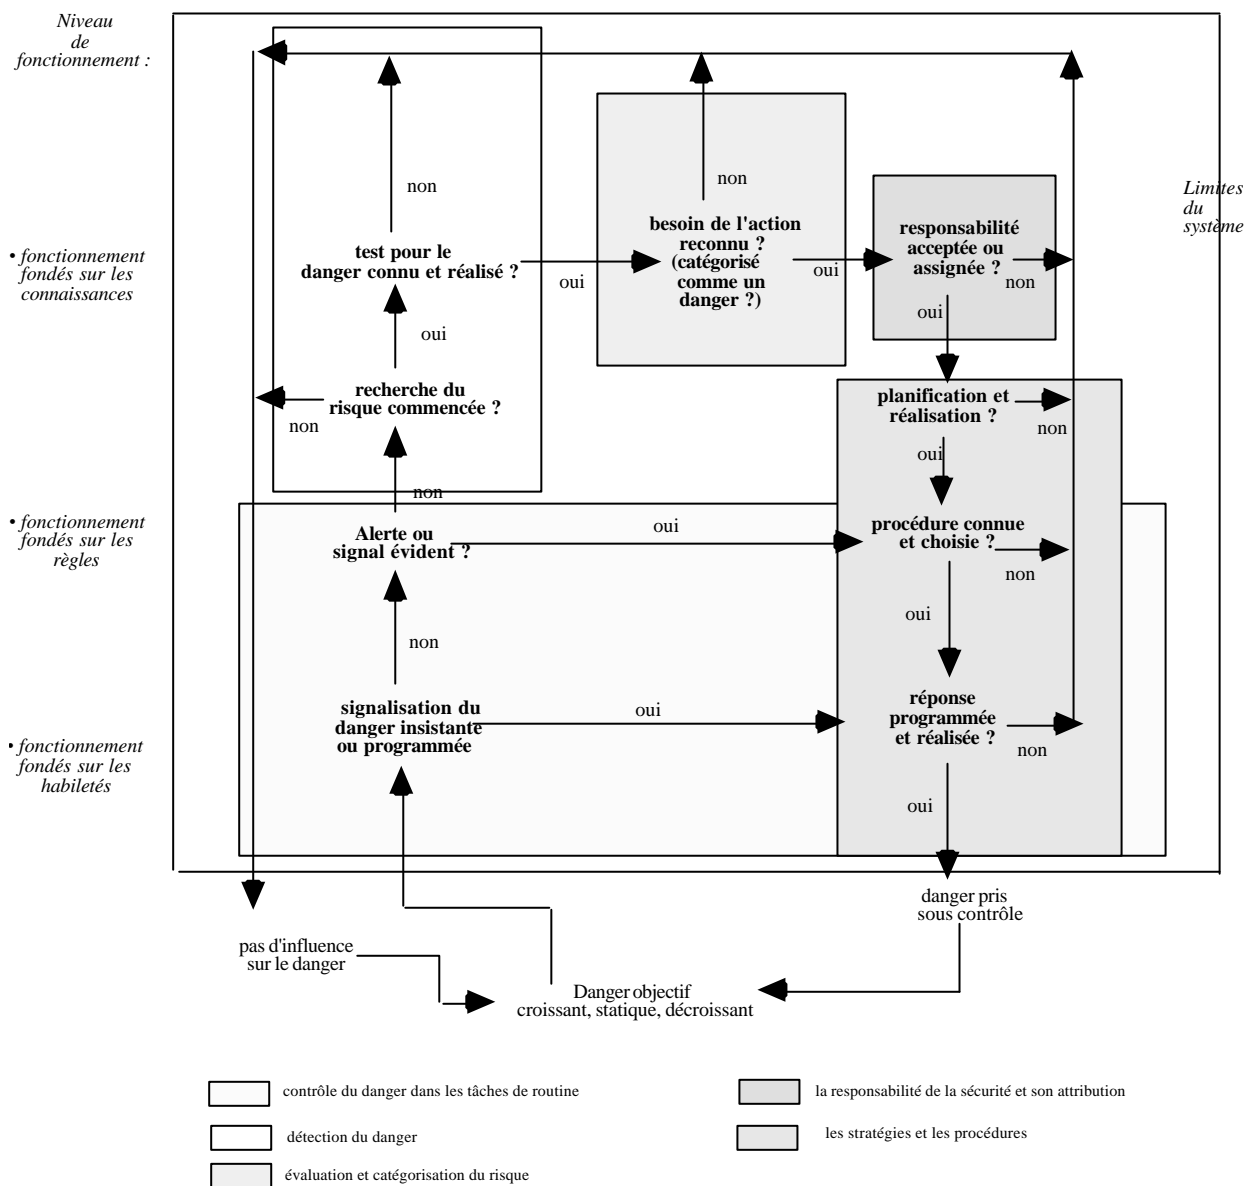 Niveau
de
fonctionnement :
Limites
du
système
non
non
• fonctionnement
fondés sur les
connaissances
test pour le
danger connu et réalisé ?
oui
besoin de l'action
reconnu ?
(catégorisé
comme un
danger ?)
oui
responsabilité
acceptée ou
assignée ?
non
oui
oui
recherche du
risque commencée ?
non
planification et
réalisation ?
non
oui
non
• fonctionnement
fondés sur les
règles
Alerte ou
signal évident ?
oui
procédure connue
et choisie ?
non
oui
non
• fonctionnement
fondés sur les
habiletés
signalisation du
danger insistante
ou programmée
oui
réponse
programmée
et réalisée ?
non
oui
danger pris
sous contrôle
pas d'influence
sur le danger
Danger objectif
croissant, statique, décroissant
contrôle du danger dans les tâches de routine
la responsabilité de la sécurité et son attribution
détection du danger
les stratégies et les procédures
évaluation et catégorisation du risque